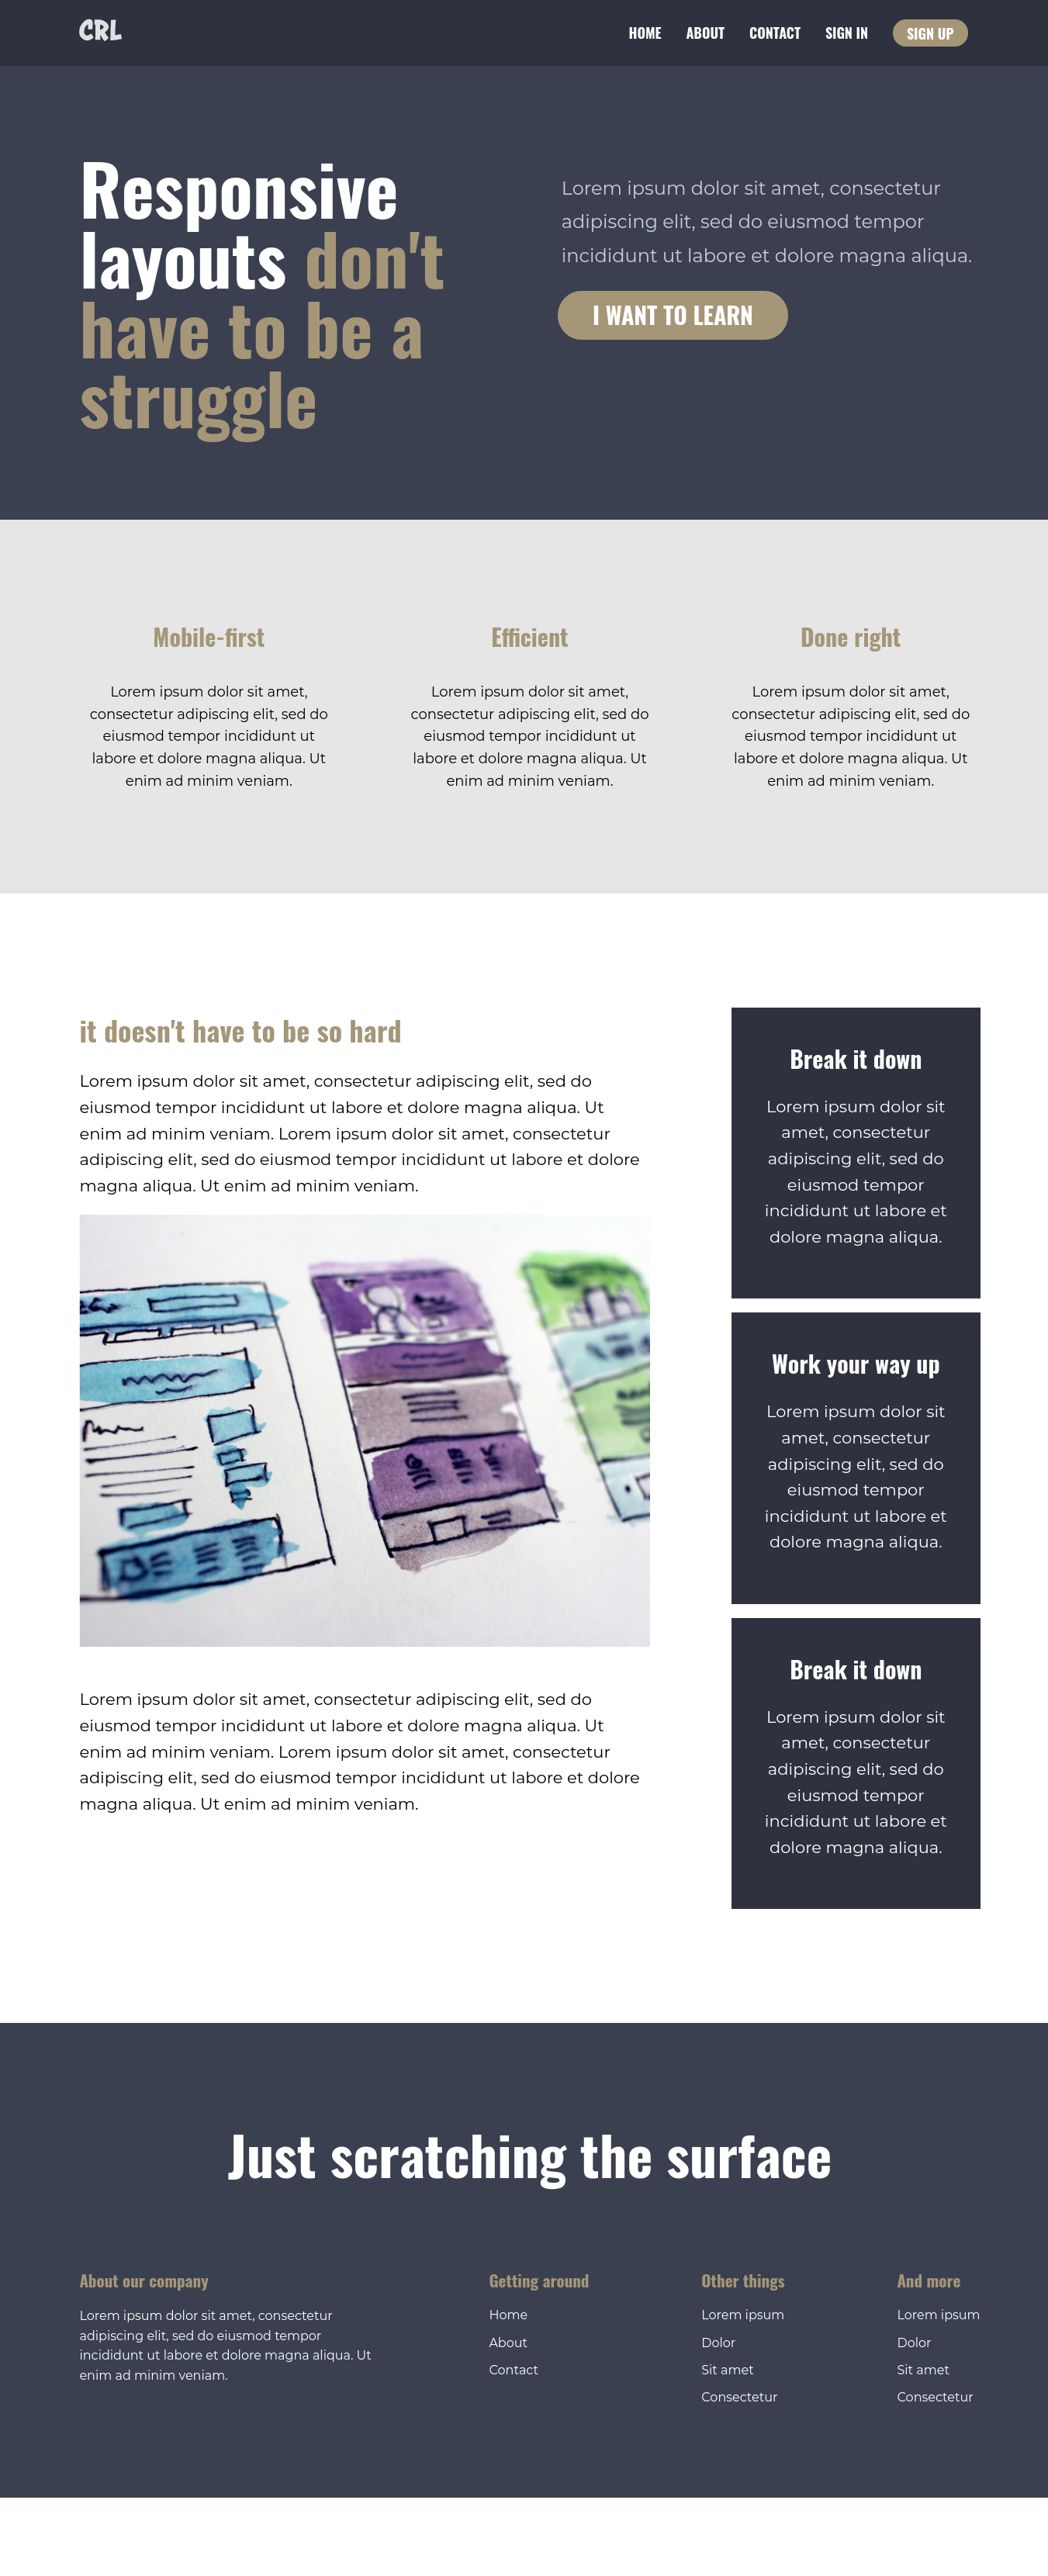 CRL
HOME ABOUT CONTACT SIGN IN SIGN UP
Responsive
layouts don't
have to be a
struggle
Lorem ipsum dolor sit amet, consectetur
adipiscing elit, sed do eiusmod tempor
incididunt ut labore et dolore magna aliqua.
I WANT TO LEARN
Mobile-first
Lorem ipsum dolor sit amet,
consectetur adipiscing elit, sed do
eiusmod tempor incididunt ut
labore et dolore magna aliqua. Ut
enim ad minim veniam.
Efficient
Lorem ipsum dolor sit amet,
consectetur adipiscing elit, sed do
eiusmod tempor incididunt ut
labore et dolore magna aliqua. Ut
enim ad minim veniam.
Done right
Lorem ipsum dolor sit amet,
consectetur adipiscing elit, sed do
eiusmod tempor incididunt ut
labore et dolore magna aliqua. Ut
enim ad minim veniam.
it doesn't have to be so hard
Lorem ipsum dolor sit amet, consectetur adipiscing elit, sed do
eiusmod tempor incididunt ut labore et dolore magna aliqua. Ut
enim ad minim veniam. Lorem ipsum dolor sit amet, consectetur
adipiscing elit, sed do eiusmod tempor incididunt ut labore et dolore
magna aliqua. Ut enim ad minim veniam.
Lorem ipsum dolor sit amet, consectetur adipiscing elit, sed do
eiusmod tempor incididunt ut labore et dolore magna aliqua. Ut
enim ad minim veniam. Lorem ipsum dolor sit amet, consectetur
adipiscing elit, sed do eiusmod tempor incididunt ut labore et dolore
magna aliqua. Ut enim ad minim veniam.
Break it down
Lorem ipsum dolor sit
amet, consectetur
adipiscing elit, sed do
eiusmod tempor
incididunt ut labore et
dolore magna aliqua.
Work your way up
Lorem ipsum dolor sit
amet, consectetur
adipiscing elit, sed do
eiusmod tempor
incididunt ut labore et
dolore magna aliqua.
Break it down
Lorem ipsum dolor sit
amet, consectetur
adipiscing elit, sed do
eiusmod tempor
incididunt ut labore et
dolore magna aliqua.
Just scratching the surface
About our company
Lorem ipsum dolor sit amet, consectetur
adipiscing elit, sed do eiusmod tempor
incididunt ut labore et dolore magna aliqua. Ut
enim ad minim veniam.
Getting around
Home
About
Contact
Other things
Lorem ipsum
Dolor
Sit amet
Consectetur
And more
Lorem ipsum
Dolor
Sit amet
Consectetur